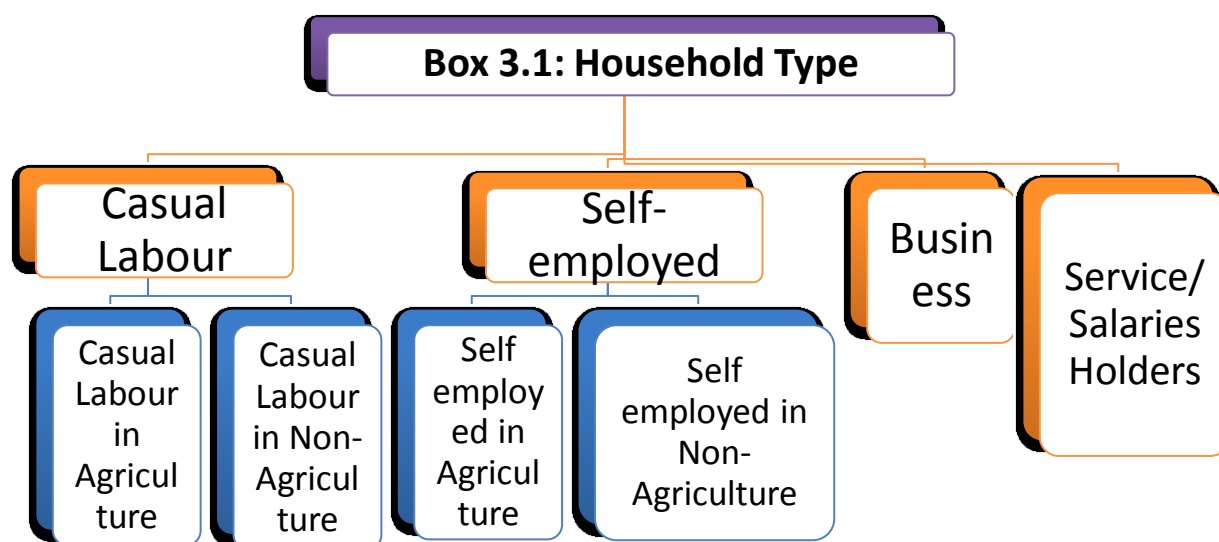 Box 3.1: Household Type
Casual
Labour
Self-
employed
Busin
ess
Service/
Salaries
Holders
Casual
Labour
in
Agricul
ture
Casual
Labour
in Non-
Agricul
ture
Self
employ
ed in
Agricul
ture
Self
employed in
Non-
Agriculture